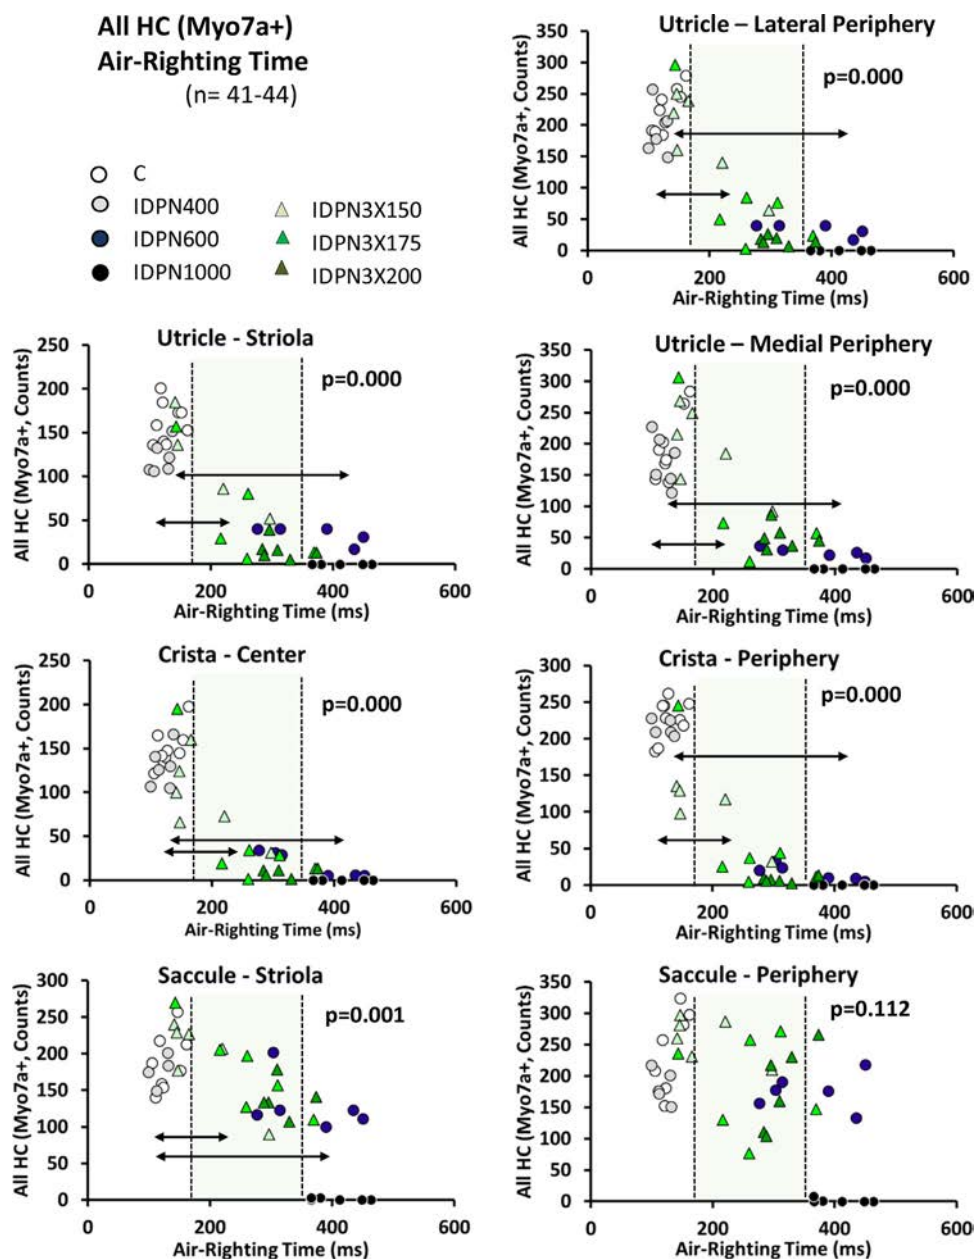 All HC (Myo7a+)
Air-Righting Time
(n= 41-44)
C
IDPN400
IDPN600
IDPN1000
IDPN3X150
IDPN3X175
IDPN3X200
Utricle – Lateral Periphery
All HC (Myo7a+, Counts)
350
300
250
200
150
100
50
0
p=0.000
0
200
400
600
Air-Righting Time (ms)
Utricle - Striola
All HC (Myo7a+, Counts)
250
200
150
100
50
0
p=0.000
0
200
400
600
Air-Righting Time (ms)
Utricle – Medial Periphery
All HC (Myo7a+, Counts)
350
300
250
200
150
100
50
0
p=0.000
0
200
400
600
Air-Righting Time (ms)
Crista - Center
All HC (Myo7a+, Counts)
250
200
150
100
50
0
p=0.000
0
200
400
600
Air-Righting Time (ms)
Crista - Periphery
All HC (Myo7a+, Counts)
300
250
200
150
100
50
0
p=0.000
0
200
400
600
Air-Righting Time (ms)
Saccule - Striola
All HC (Myo7a+, Counts)
300
250
200
150
100
50
0
p=0.001
0
200
400
600
Air-Righting Time (ms)
Saccule - Periphery
All HC (Myo7a+, Counts)
350
300
250
200
150
100
50
0
p=0.112
0
200
400
600
Air-Righting Time (ms)